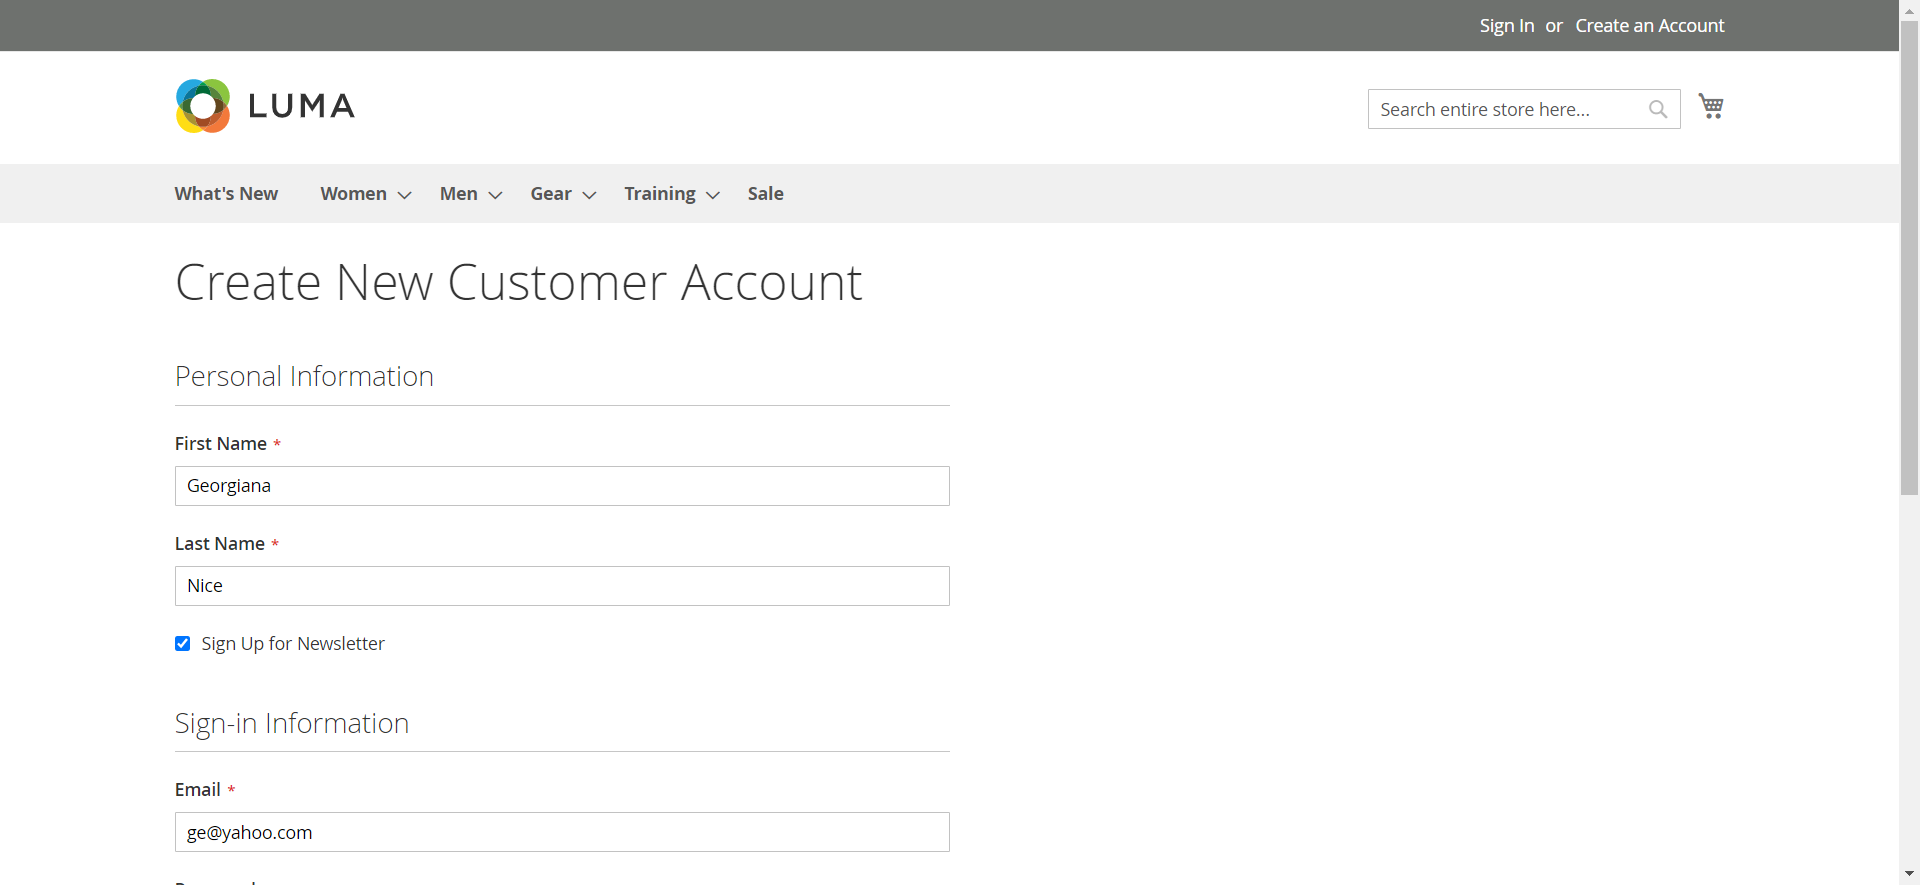 Sign In or Create an Account
LUMA
Search entire store here...
What's New Women Men Gear Training Sale
Create New Customer Account
Personal Information
First Name *
Georgiana
Last Name *
Nice
Sign Up for Newsletter
Sign-in Information
Email *
ge@yahoo.com